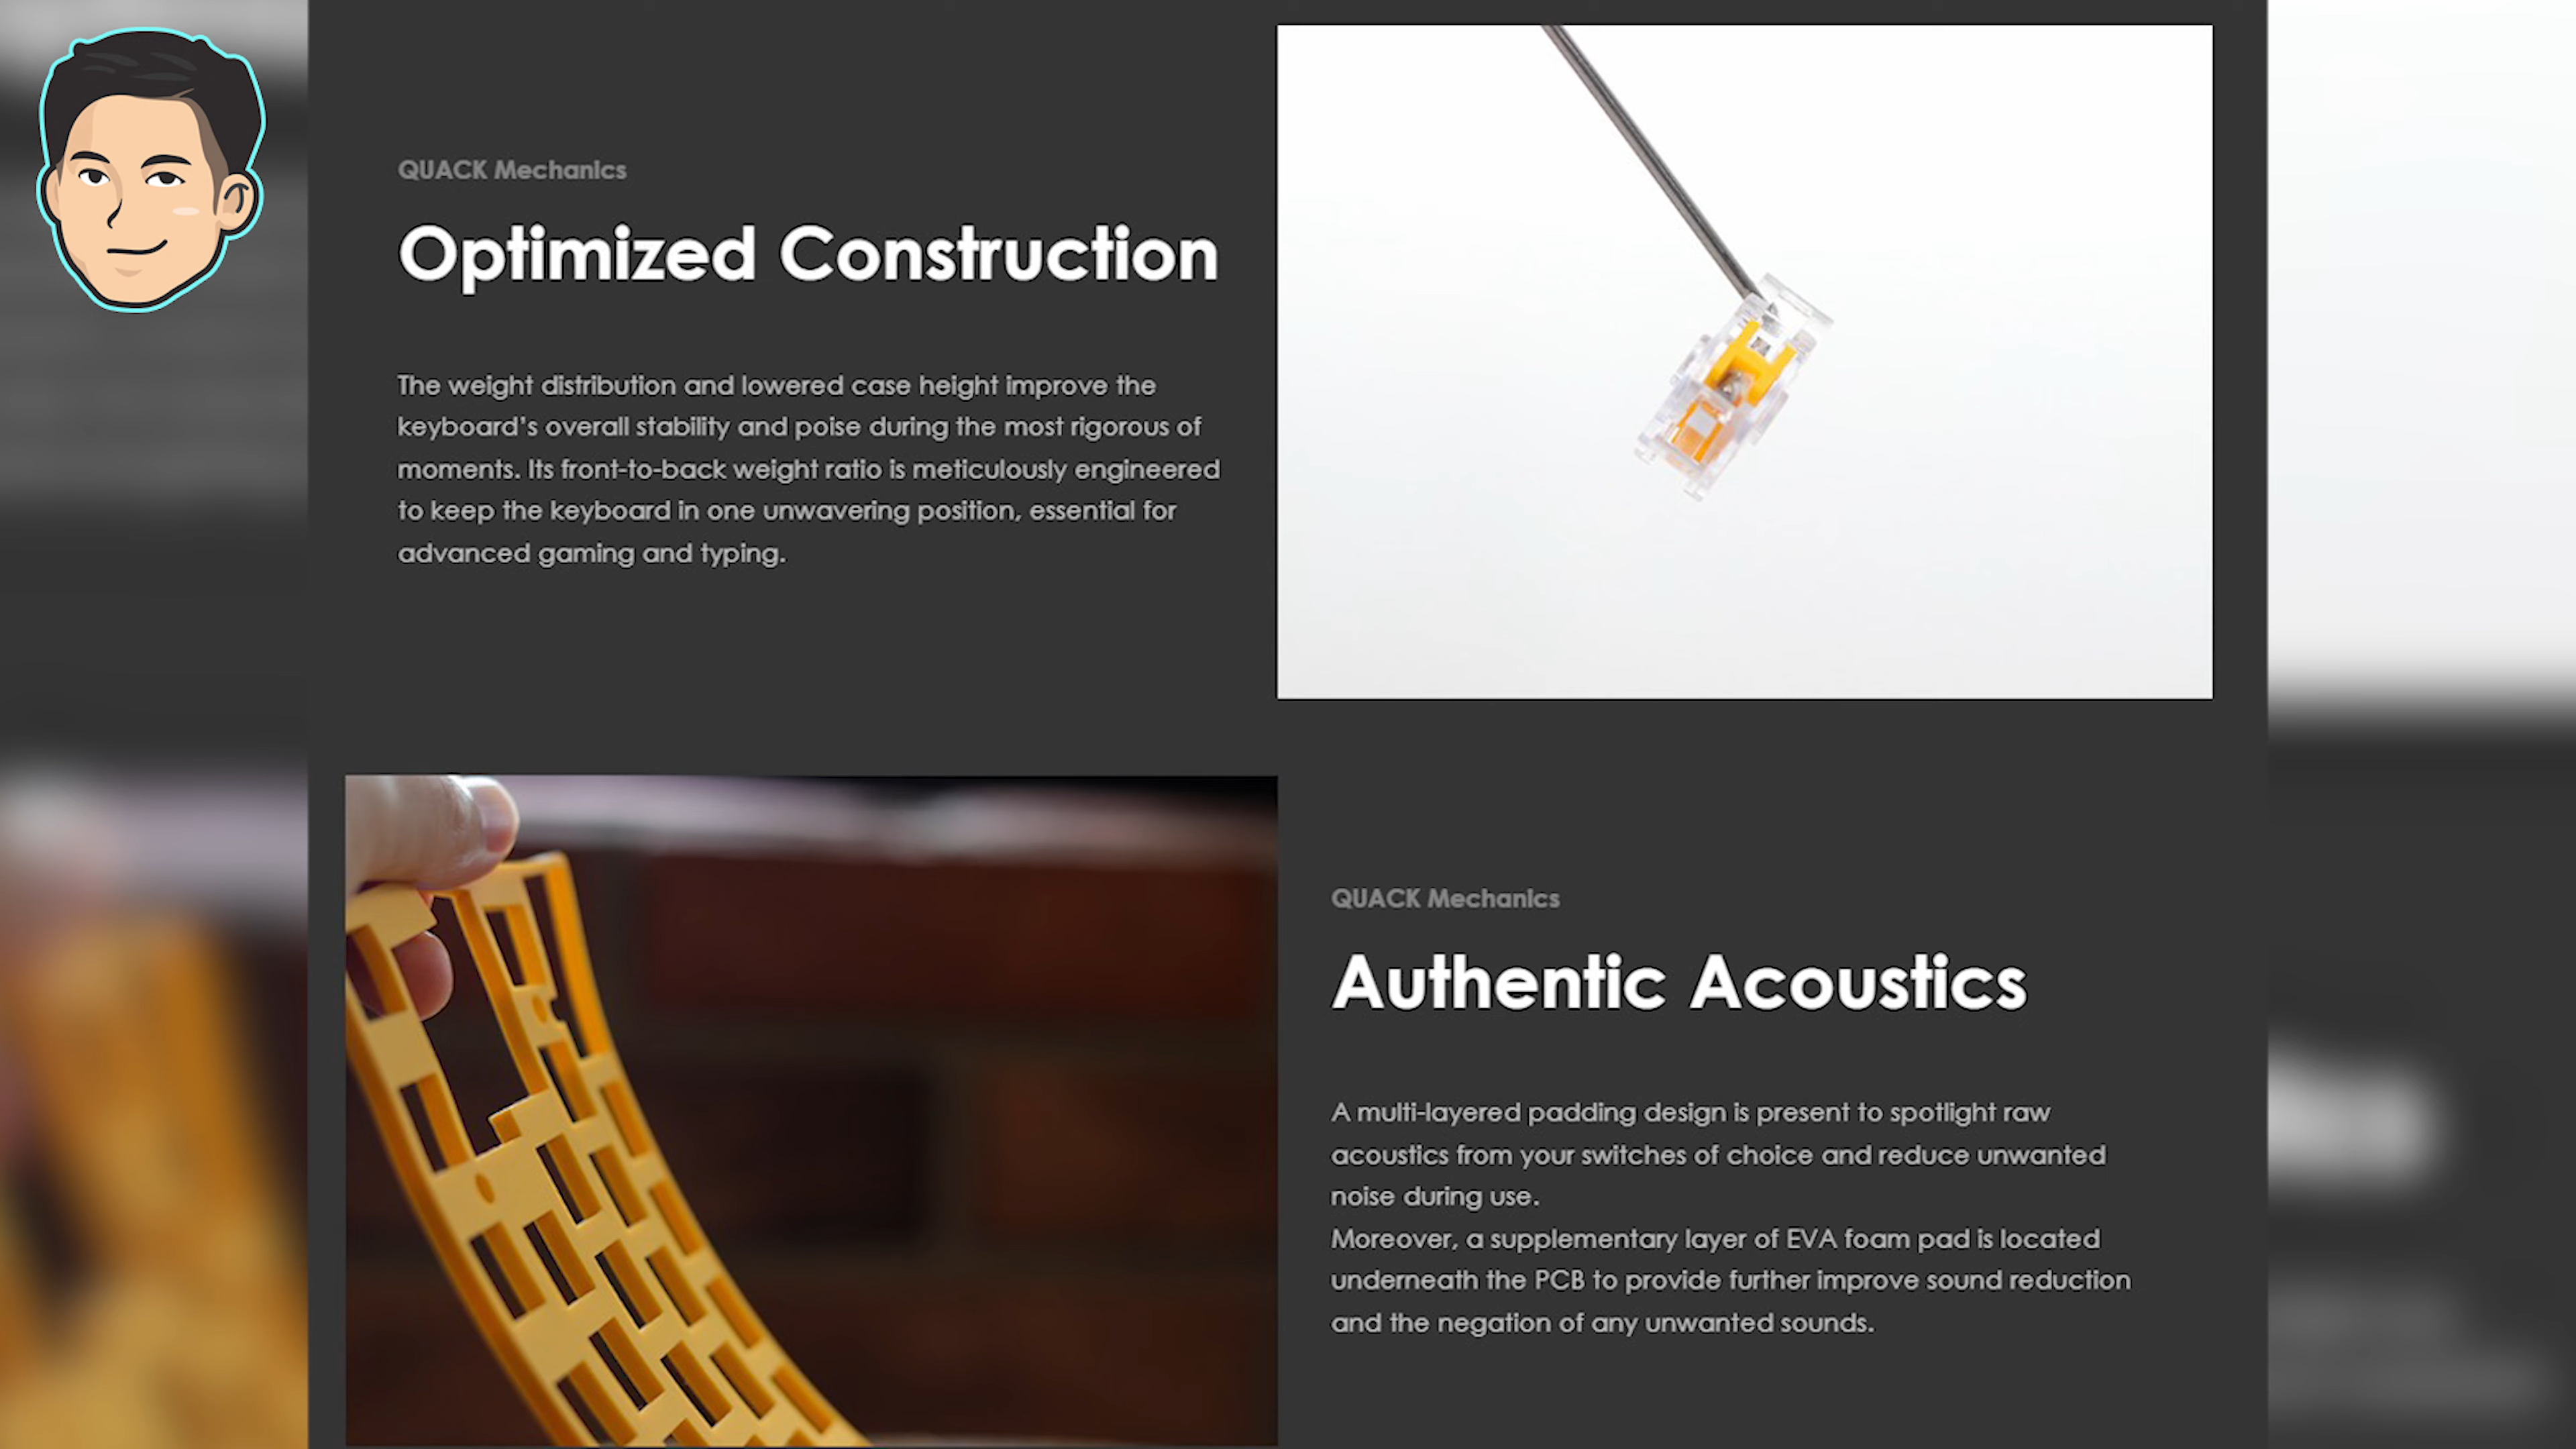 QUACK Mechanics
Optimized Construction
The weight distribution and lowered case height improve the
keyboard's overall stability and poise during the most rigorous of
moments. Its front-to-back weight ratio is meticulously engineered
to keep the keyboard in one unwavering position, essential for
advanced gaming and typing.
QUACK Mechanics
Authentic Acoustics
A multi-layered padding design is present to spotlight raw
acoustics from your switches of choice and reduce unwanted
noise during use.
Moreover, a supplementary layer of EVA foam pad is located
underneath the PCB to provide further improve sound reduction
and the negation of any unwanted sounds.